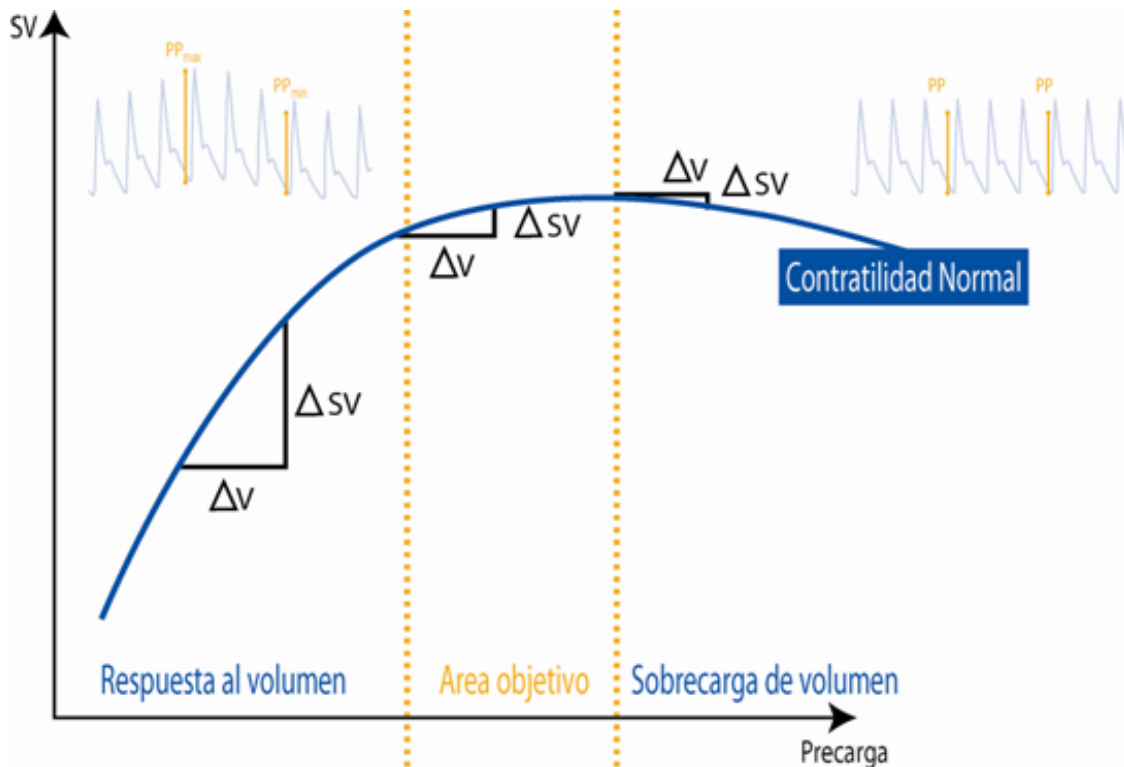 SV
PPmax
PPmin
PP
PP
ΔV
ΔSV
ΔSV
ΔV
Contratilidad Normal
ΔSV
ΔV
Respuesta al volumen
Area objetivo
Sobrecarga de volumen
Precarga